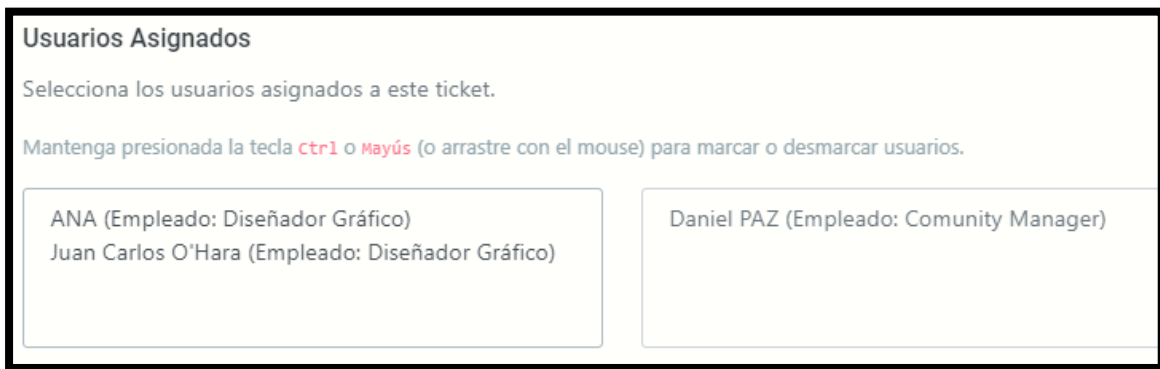 Usuarios Asignados
Selecciona los usuarios asignados a este ticket.
Mantenga presionada la tecla Ctrl o Mayús (o arrastre con el mouse) para marcar o desmarcar usuarios.
ANA (Empleado: Diseñador Gráfico)
Juan Carlos O'Hara (Empleado: Diseñador Gráfico)
Daniel PAZ (Empleado: Comunity Manager)